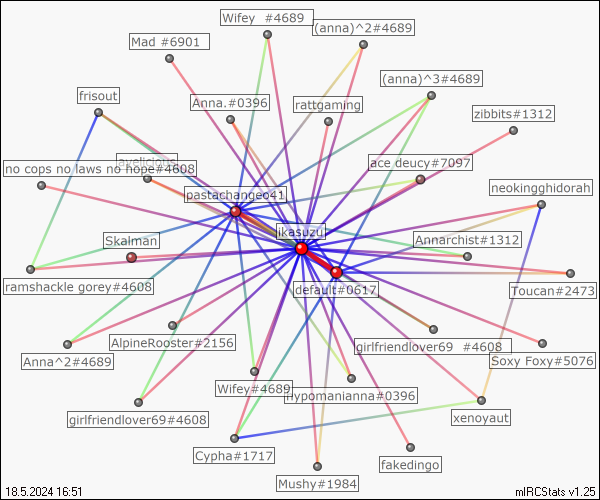 Wifey  #4689
(anna)^2#4689
Mad #6901
(anna)^3#4689
frisout
Anna.#0396
rattgaming
zibbits#1312
avelicious
no cops no laws no hope#4608
ace deucy#7097
pastachangeo41
neokingghidorah
ikasuzu
Skalman
Annarchist#1312
ramshackle gorey#4608
default#0617
Toucan#2473
AlpineRooster#2156
girlfriendlover69  #4608
Anna^2#4689
Soxy Foxy#5076
Wifey#4689
hypomanianna#0396
girlfriendlover69#4608
xenoyaut
Cypha#1717
fakedingo
Mushy#1984
18.5.2024 16:51
mIRCStats v1.25